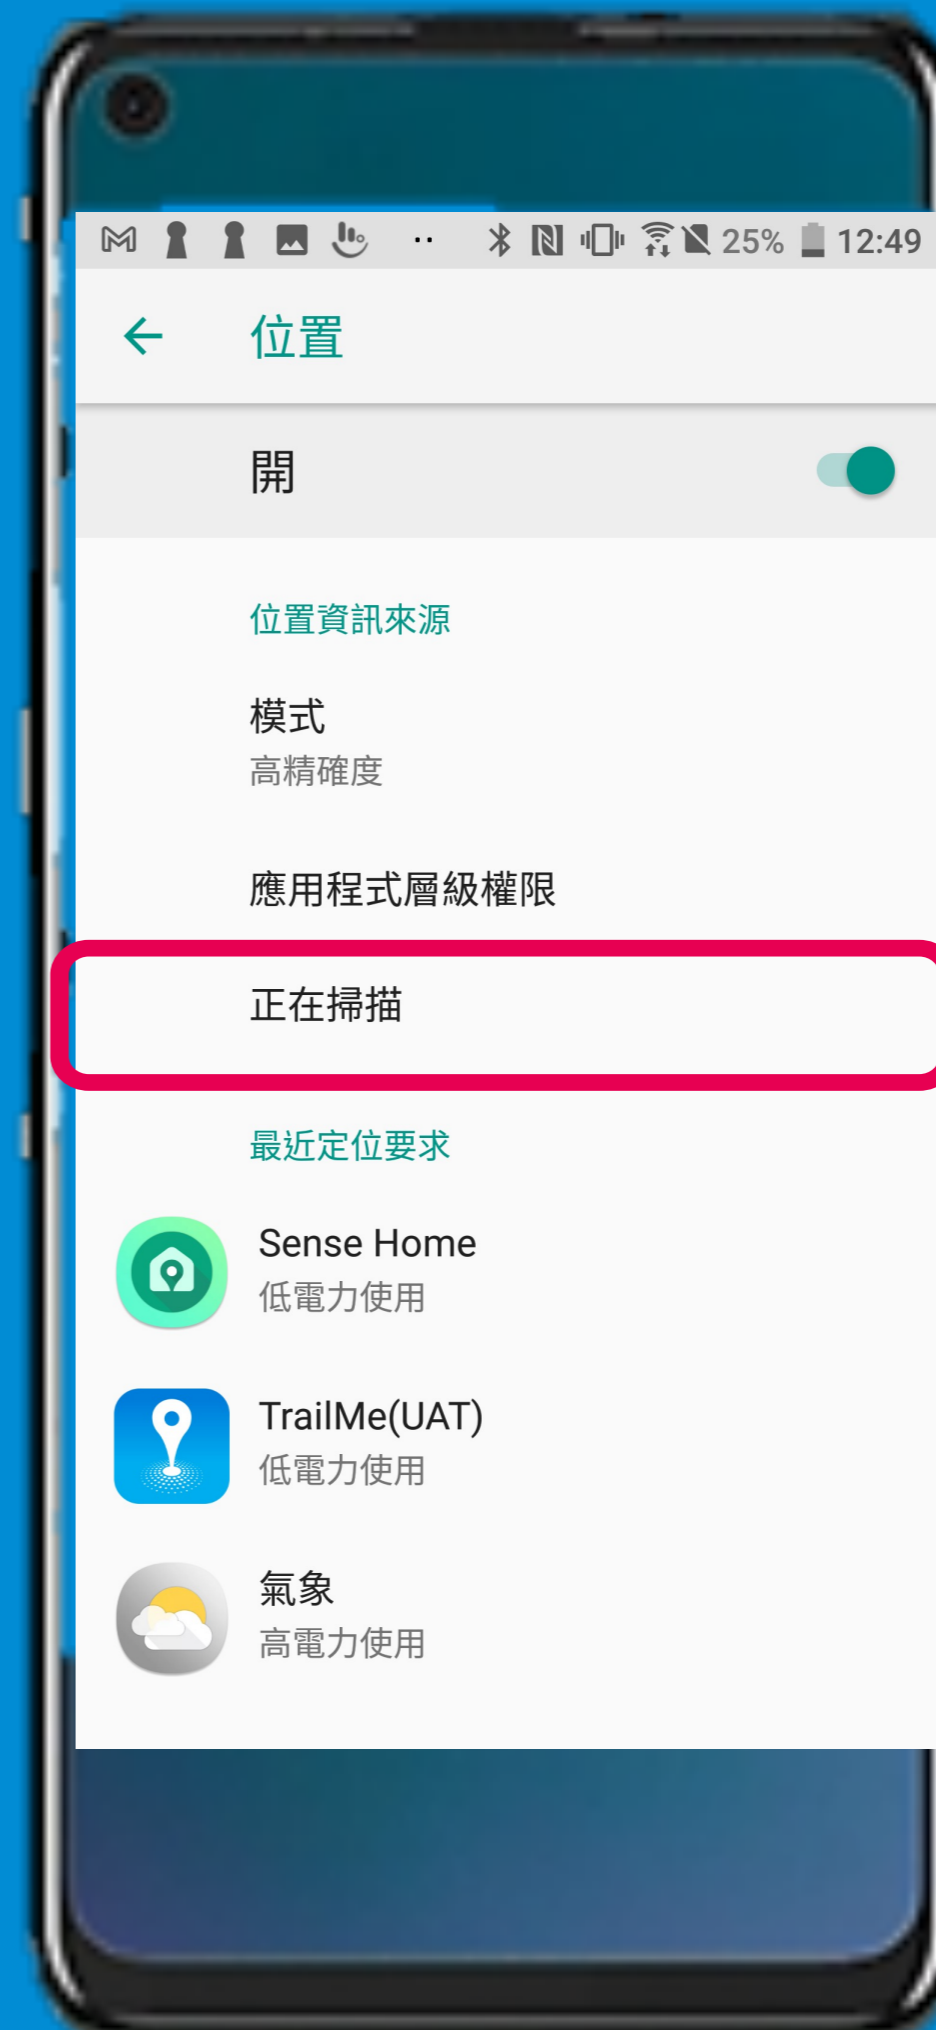 25% 12:49
位置
開
位置資訊來源
模式
高精確度
應用程式層級權限
正在掃描
最近定位要求
Sense Home
低電力使用
TrailMe(UAT)
低電力使用
氣象
高電力使用